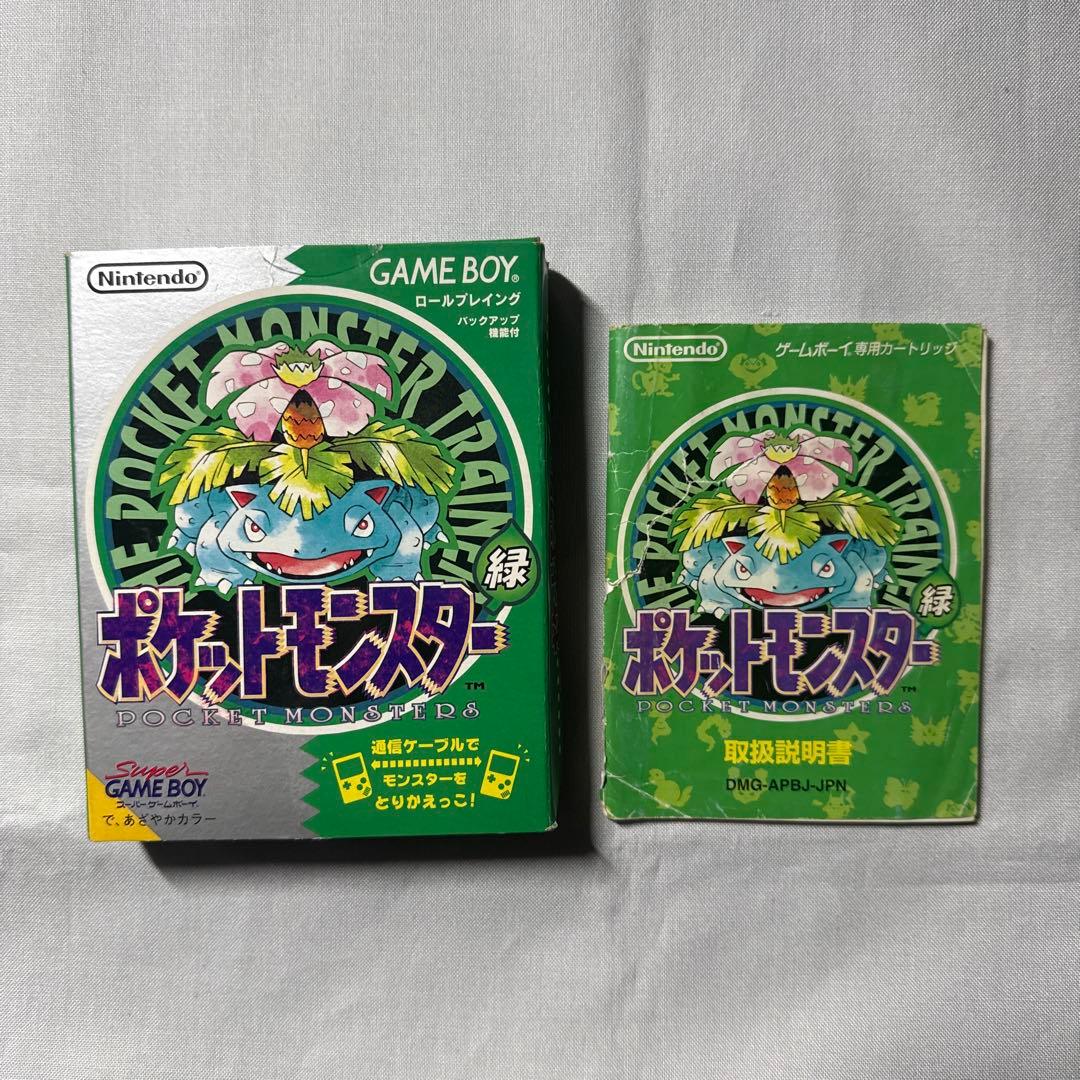 Nintendo®
GAME BOY®
ロールプレイング
バックアップ
機能付
POCKET MONSTER
緑
ポケットモンスター
TM
POCKET MONSTERS
通信ケーブルで
モンスターを
とりかえっこ!
Super
GAME BOY
スーパーゲームボーイ
で、あざやかカラー
Nintendo®
ゲームボーイ®専用カートリッジ
POCKET MONSTER
緑
ポケットモンスター
TM
POCKET MONSTERS
取扱説明書
DMG-APBJ-JPN